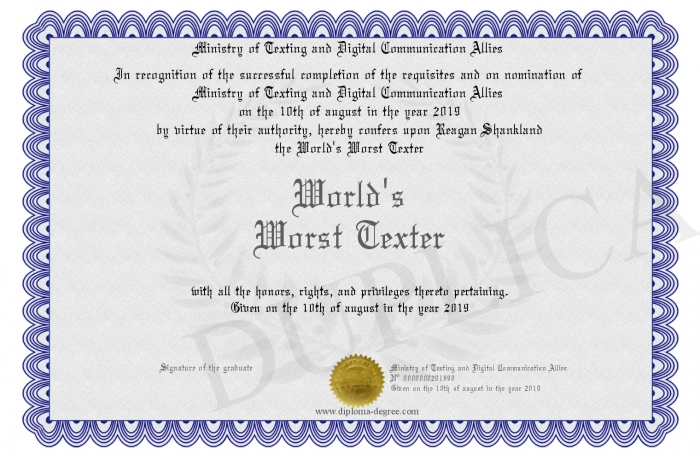 Ministry of Texting and Digital Communication Allies
In recognition of the successful completion of the requisites and on nomination of
Ministry of Texting and Digital Communication Allies
on the 10th of august in the year 2019
by virtue of their authority, hereby confers upon Reagan Shankland
the World's Worst Texter
World's
Worst Texter
with all the honors, rights, and privileges thereto pertaining.
Given on the 10th of august in the year 2019
DUPLICA
Signature of the graduate
Ministry of Texting and Digital Communication Allies
Given on the 10th of august in the year 2019
www.diploma-degree.com